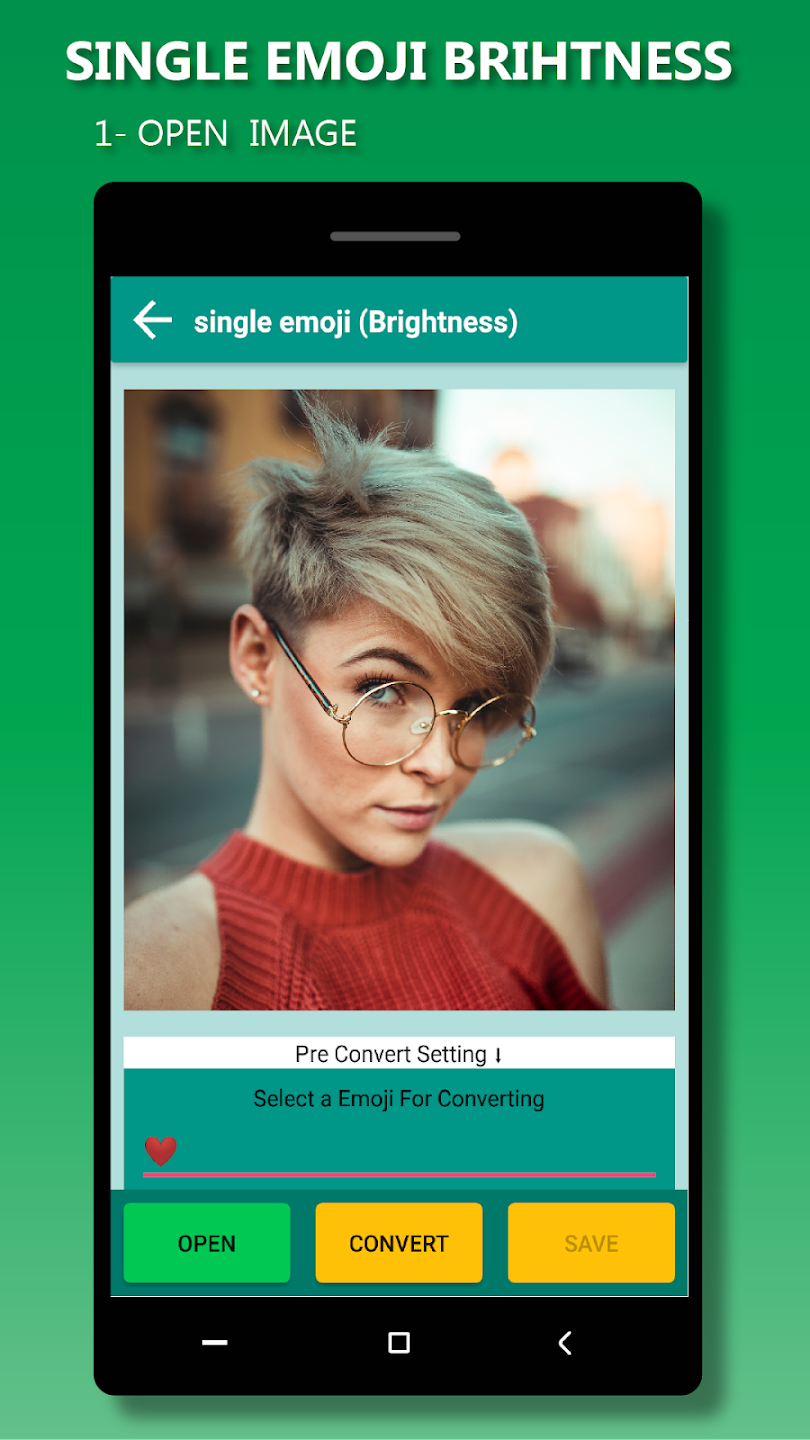 SINGLE EMOJI BRIHTNESS
1- OPEN IMAGE
single emoji (Brightness)
Pre Convert Setting ⭣
Select a Emoji For Converting
❤️
OPEN CONVERT SAVE